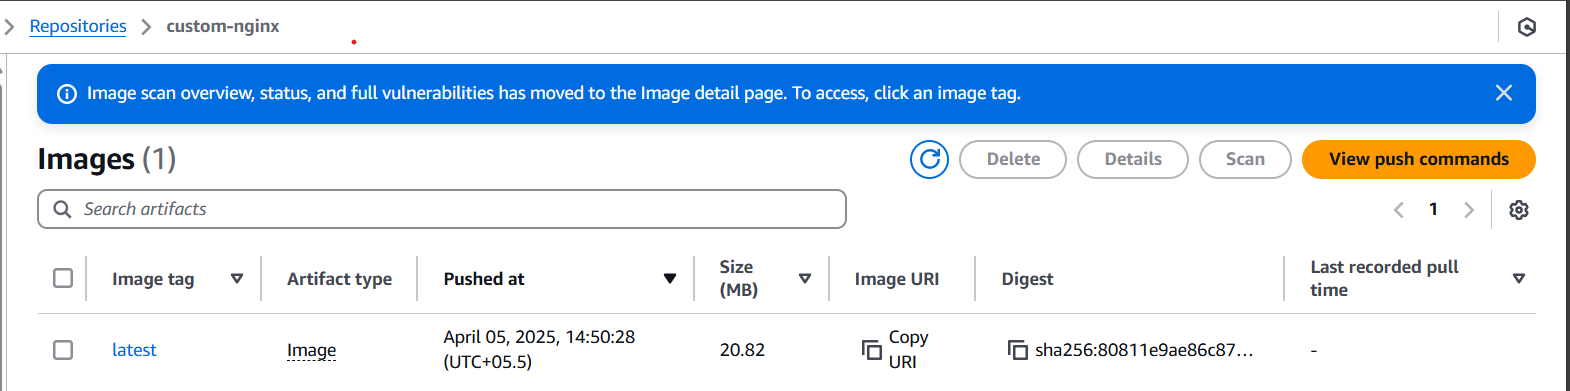 Repositories custom-nginx
Image scan overview, status, and full vulnerabilities has moved to the Image detail page. To access, click an image tag.
Images (1) Delete Details Scan View push commands
Search artifacts 1
Image tag Artifact type Pushed at Size (MB) Image URI Digest Last recorded pull time
latest Image April 05, 2025, 14:50:28 (UTC+05.5) 20.82 Copy URI sha256:80811e9ae86c87... -